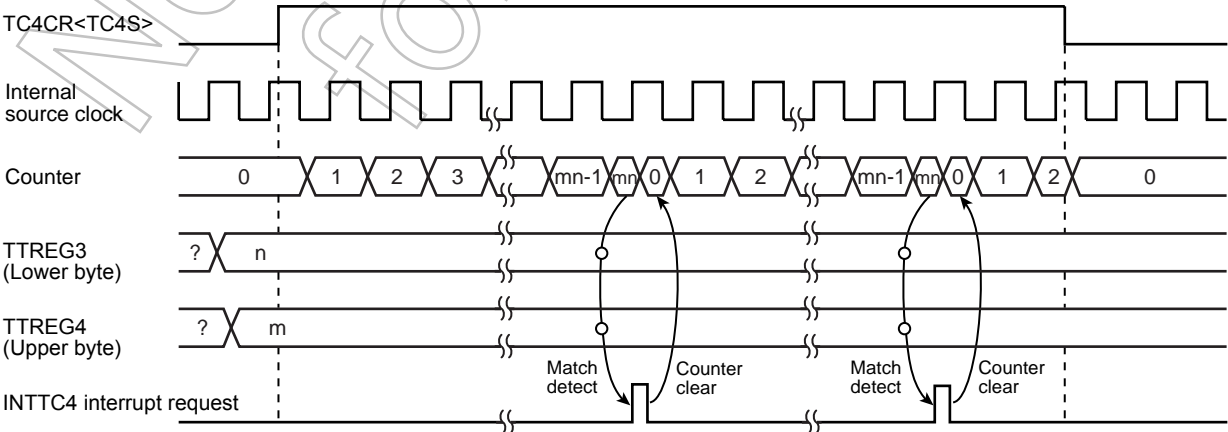 TC4CR<TC4S>
Internal
source clock
Counter
0 1 2 3 mn-1 mn 0 1 2 mn-1 mn 0 1 2 0
TTREG3
(Lower byte)
? n
TTREG4
(Upper byte)
? m
Match
detect
Counter
clear
Match
detect
Counter
clear
INTTC4 interrupt request